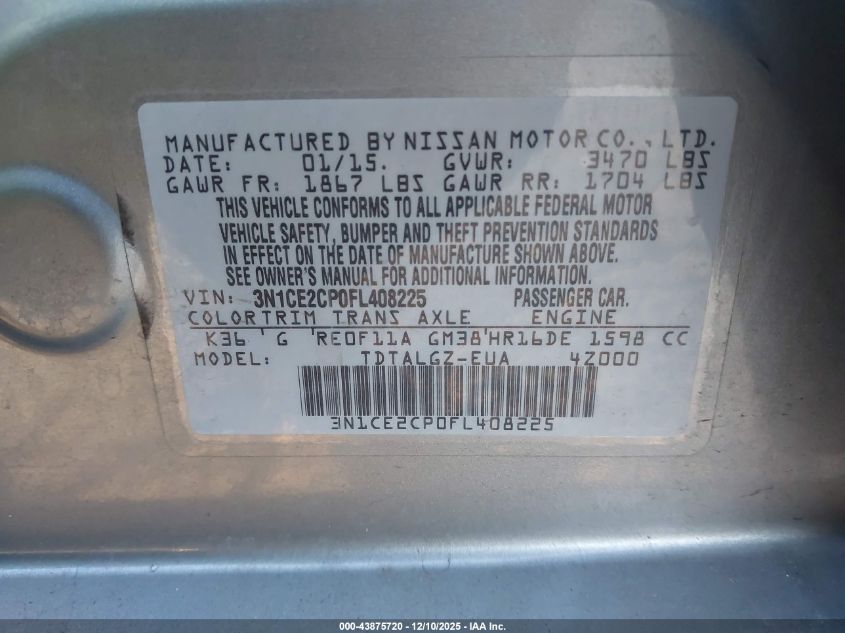 MANUFACTURED BY NISSAN MOTOR CO., LTD.
DATE: 01/15. GVWR: 3470 LBS
GAWR FR: 1867 LBS GAWR RR: 1704 LBS
THIS VEHICLE CONFORMS TO ALL APPLICABLE FEDERAL MOTOR
VEHICLE SAFETY, BUMPER AND THEFT PREVENTION STANDARDS
IN EFFECT ON THE DATE OF MANUFACTURE SHOWN ABOVE.
SEE OWNER'S MANUAL FOR ADDITIONAL INFORMATION.
VIN: 3N1CE2CP0FL408225 PASSENGER CAR.
COLOR TRIM TRANS AXLE ENGINE
K36 ' G 'RE0F11A GM38'HR16DE 1598 CC
MODEL: TDTALGZ-EUA 4Z000
3N1CE2CP0FL408225
000-43875720 - 12/10/2025 - IAA Inc.